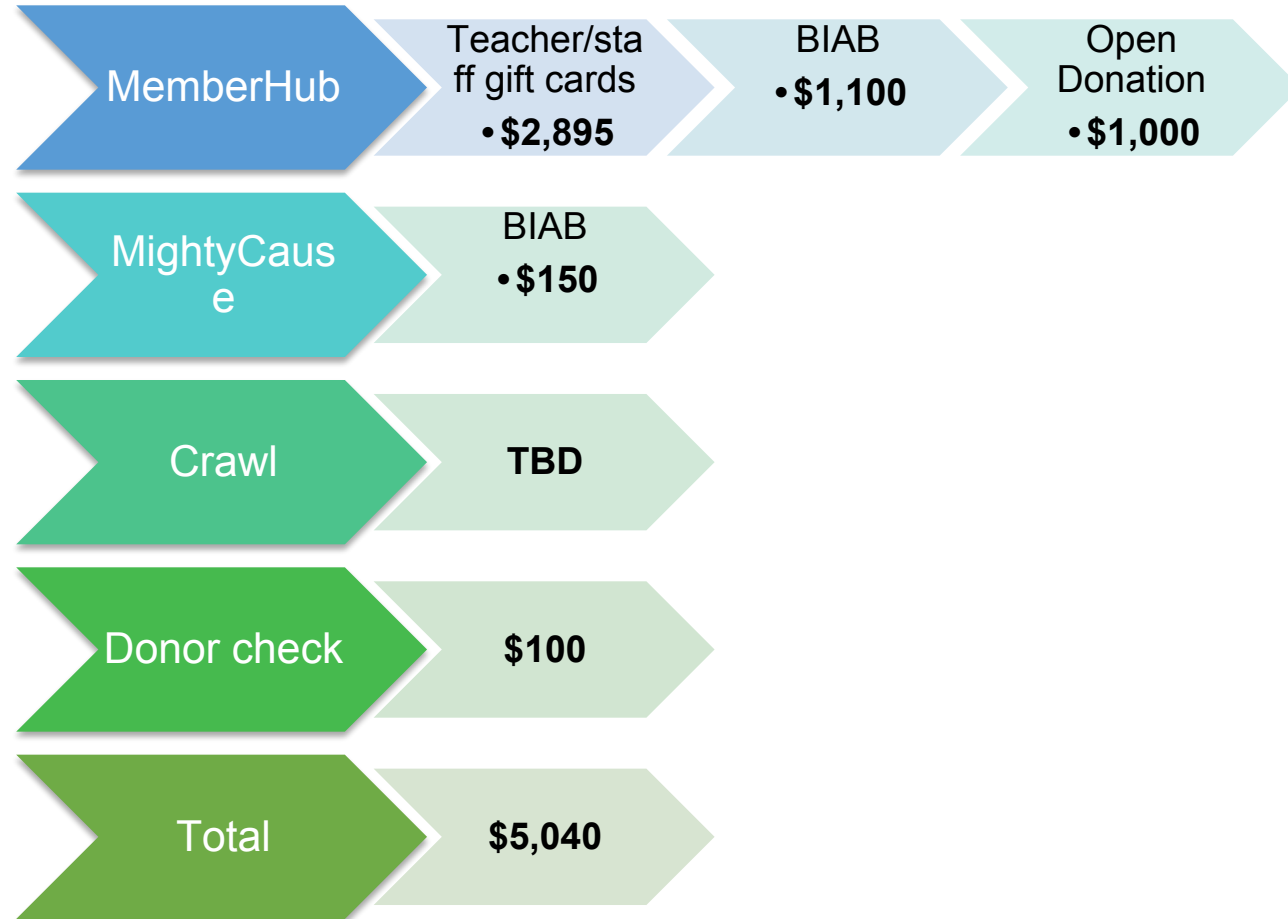 MemberHub
Teacher/sta
ff gift cards
•$2,895
BIAB
•$1,100
Open
Donation
•$1,000
MightyCaus
e
BIAB
•$150
Crawl
TBD
Donor check
$100
Total
$5,040